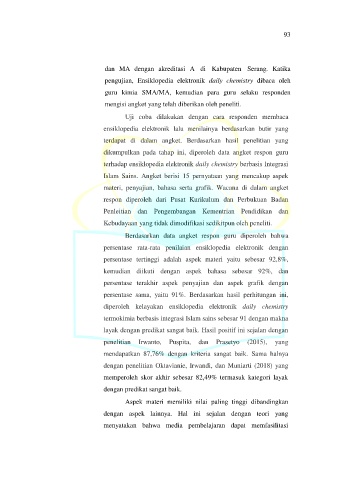 93
dan MA dengan akreditasi A di Kabupaten Serang. Katika
pengujian, Ensiklopedia elektronik daily chemistry dibaca oleh
guru kimia SMA/MA, kemudian para guru selaku responden
mengisi angket yang telah diberikan oleh peneliti.
Uji coba dilakukan dengan cara responden membaca
ensiklopedia elektronik lalu menilainya berdasarkan butir yang
terdapat di dalam angket. Berdasarkan hasil penelitian yang
dikumpulkan pada tahap ini, diperoleh data angket respon guru
terhadap ensiklopedia elektronik daily chemistry berbasis Integrasi
Islam Sains. Angket berisi 15 pernyataan yang mencakup aspek
materi, penyajian, bahasa serta grafik. Wacana di dalam angket
respon diperoleh dari Pusat Kurikulum dan Perbukuan Badan
Penleitian dan Pengembangan Kementrian Pendidikan dan
Kebudayaan yang tidak dimodifikasi sedikitpun oleh peneliti.
Berdasarkan data angket respon guru diperoleh bahwa
persentase rata-rata penilaian ensiklopedia elektronik dengan
persentase tertinggi adalah aspek materi yaitu sebesar 92,8%,
kemudian diikuti dengan aspek bahasa sebesar 92%, dan
persentase terakhir aspek penyajian dan aspek grafik dengan
persentase sama, yaitu 91%. Berdasarkan hasil perhitungan ini,
diperoleh kelayakan ensiklopedia elektronik daily chemistry
termokimia berbasis integrasi Islam sains sebesar 91 dengan makna
layak dengan predikat sangat baik. Hasil positif ini sejalan dengan
penelitian Irwanto, Puspita, dan Prasetyo (2015), yang
mendapatkan 87,76% dengan kriteria sangat baik. Sama halnya
dengan penelitian Oktavianie, Irwandi, dan Muniarti (2018) yang
memperoleh skor akhir sebesar 82,49% termasuk kategori layak
dengan predikat sangat baik.
Aspek materi memiliki nilai paling tinggi dibandingkan
dengan aspek lainnya. Hal ini sejalan dengan teori yang
menyatakan bahwa media pembelajaran dapat memfasilitasi